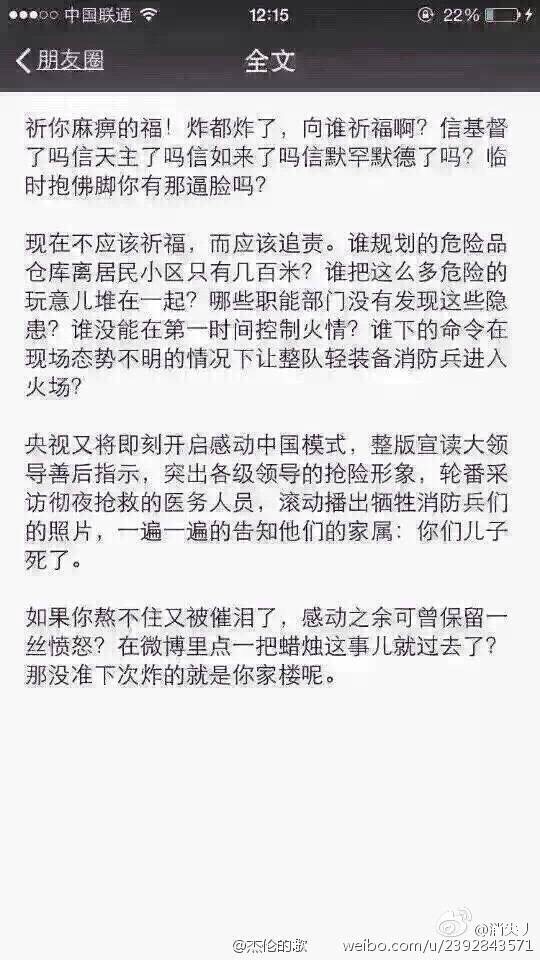 中国联通
12:15
22%
朋友圈
全文
祈你麻痹的福！炸都炸了，向谁祈福啊？信基督
了吗信天主了吗信如来了吗信默罕默德了吗？临
时抱佛脚你有那逼脸吗？
现在不应该祈福，而应该追责。谁规划的危险品
仓库离居民小区只有几百米？谁把这么多危险的
玩意儿堆在一起？哪些职能部门没有发现这些隐
患？谁没能在第一时间控制火情？谁下的命令在
现场态势不明的情况下让整队轻装备消防兵进入
火场？
央视又将即刻开启感动中国模式，整版宣读大领
导善后指示，突出各级领导的抢险形象，轮番采
访彻夜抢救的医务人员，滚动播出牺牲消防兵们
的照片，一遍一遍的告知他们的家属：你们儿子
死了。
如果你熬不住又被催泪了，感动之余可曾保留一
丝愤怒？在微博里点一把蜡烛这事儿就过去了？
那没准下次炸的就是你家楼呢。
@杰伦的歌
weibo.com/u/2392843571